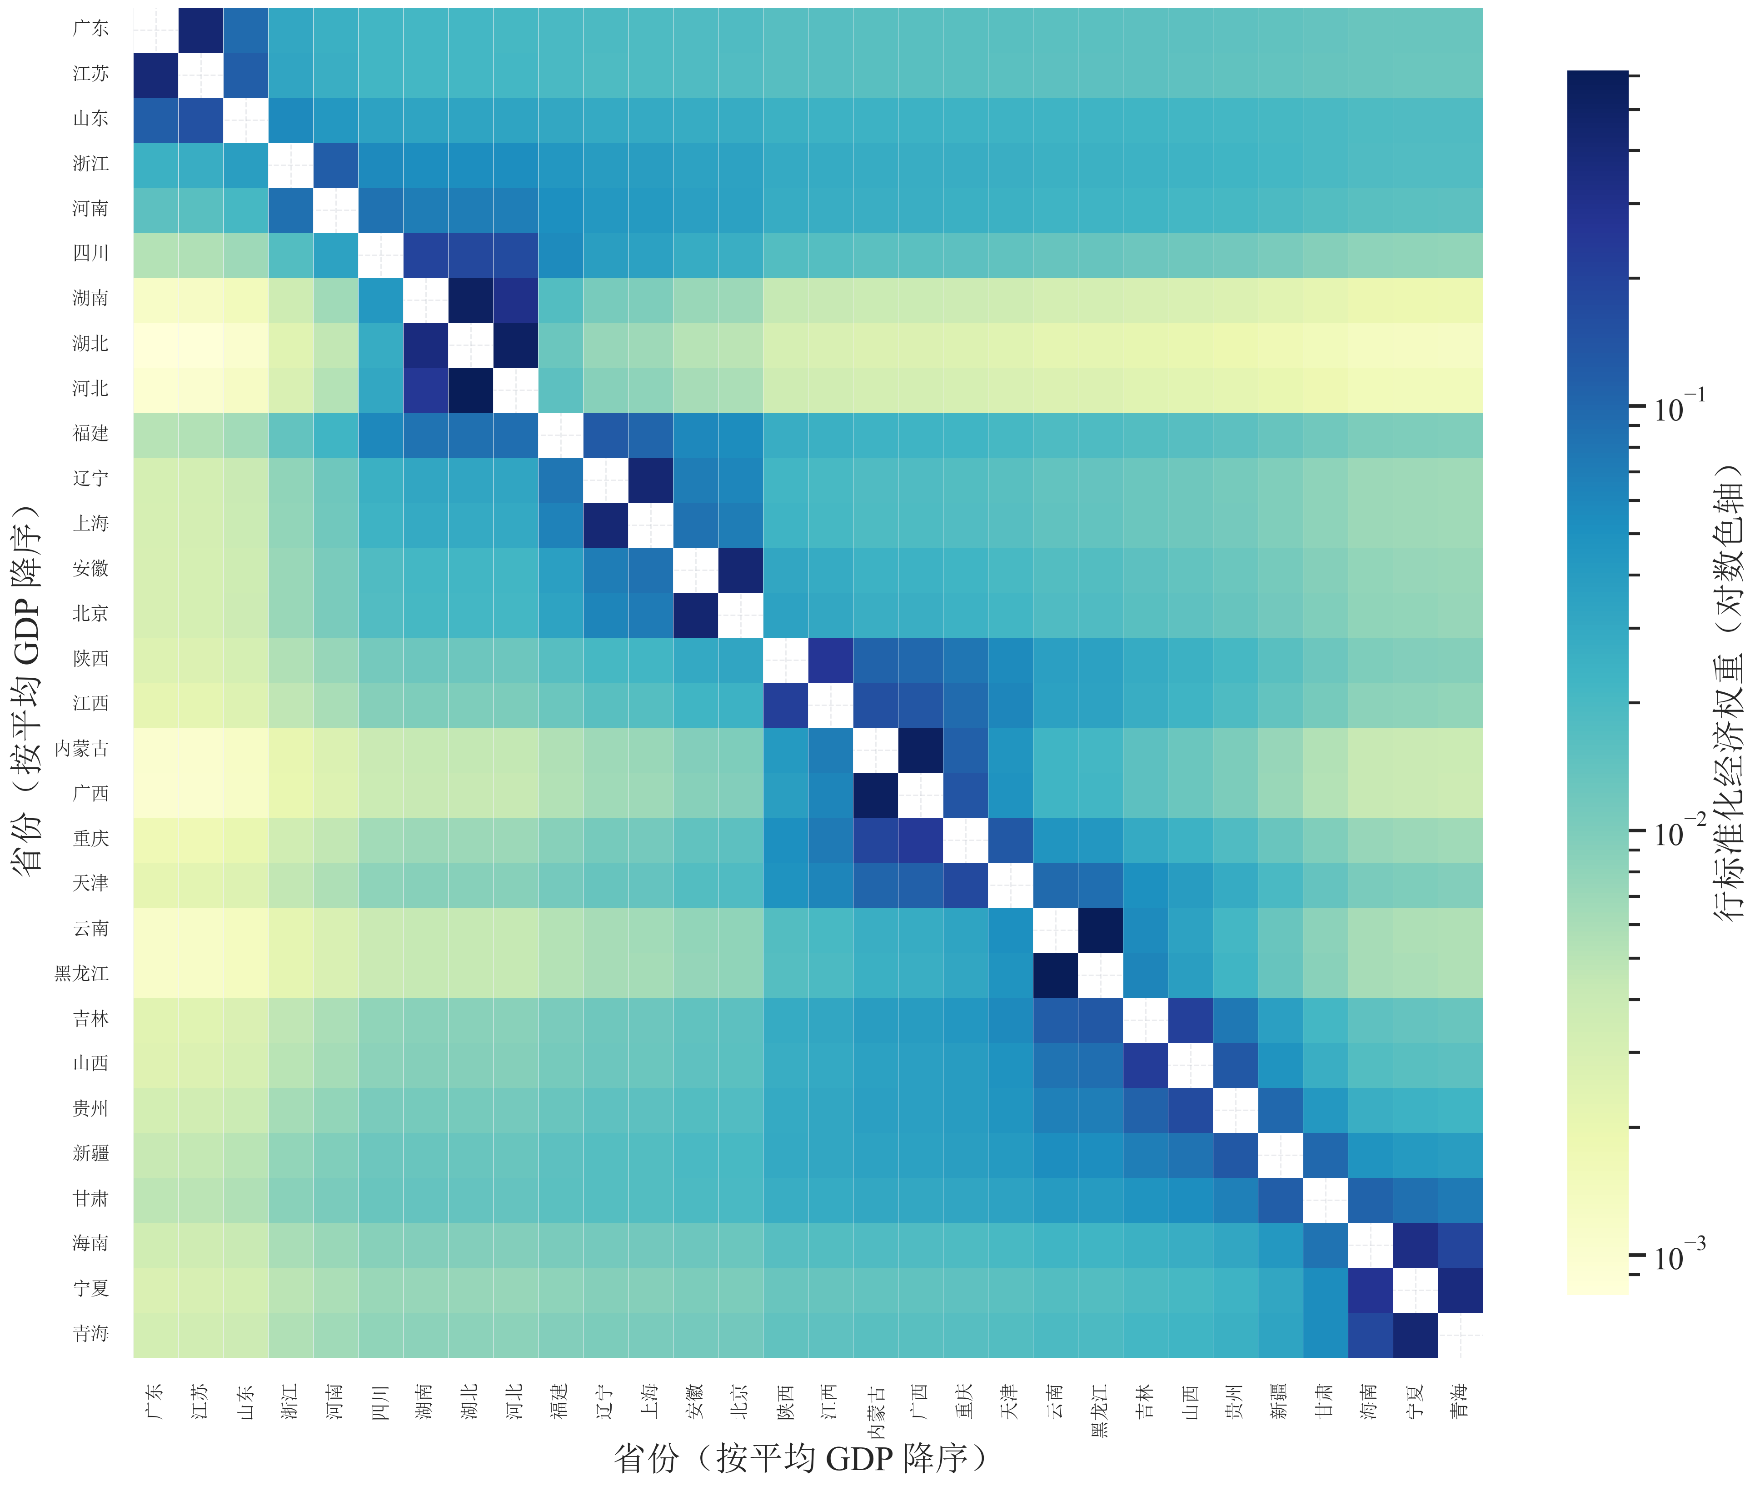 广东
江苏
山东
浙江
河南
四川
湖南
湖北
河北
福建
辽宁
上海
安徽
北京
陕西
江西
内蒙古
广西
重庆
天津
云南
黑龙江
吉林
山西
贵州
新疆
甘肃
海南
宁夏
青海
省份（按平均 GDP 降序）
广东
江苏
山东
浙江
河南
四川
湖南
湖北
河北
福建
辽宁
上海
安徽
北京
陕西
江西
内蒙古
广西
重庆
天津
云南
黑龙江
吉林
山西
贵州
新疆
甘肃
海南
宁夏
青海
省份（按平均 GDP 降序）
10⁻¹
10⁻²
10⁻³
行标准化经济权重（对数色轴）